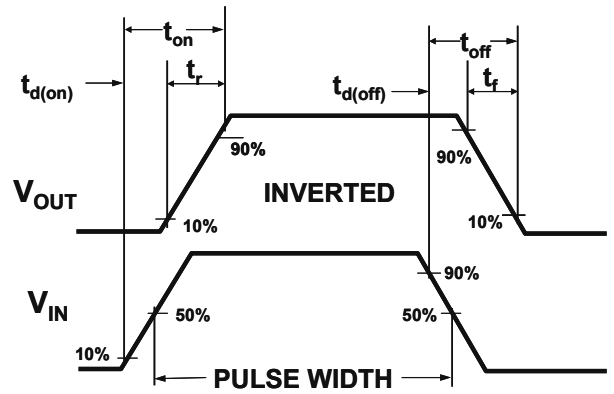 t_on
t_off
t_d(on)
t_r
t_d(off)
t_f
90%
90%
V_OUT
INVERTED
10%
10%
90%
V_IN
50%
50%
10%
PULSE WIDTH